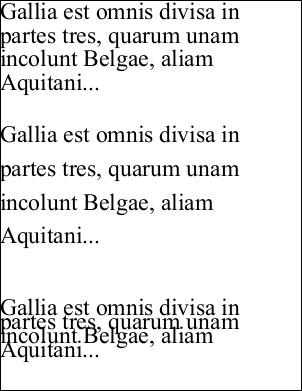 Gallia est omnis divisa in
partes tres, quarum unam
incolunt Belgae, aliam
Aquitani...
Gallia est omnis divisa in
partes tres, quarum unam
incolunt Belgae, aliam
Aquitani...
Gallia est omnis divisa in
partes tres, quarum unam
incolunt Belgae, aliam
Aquitani...